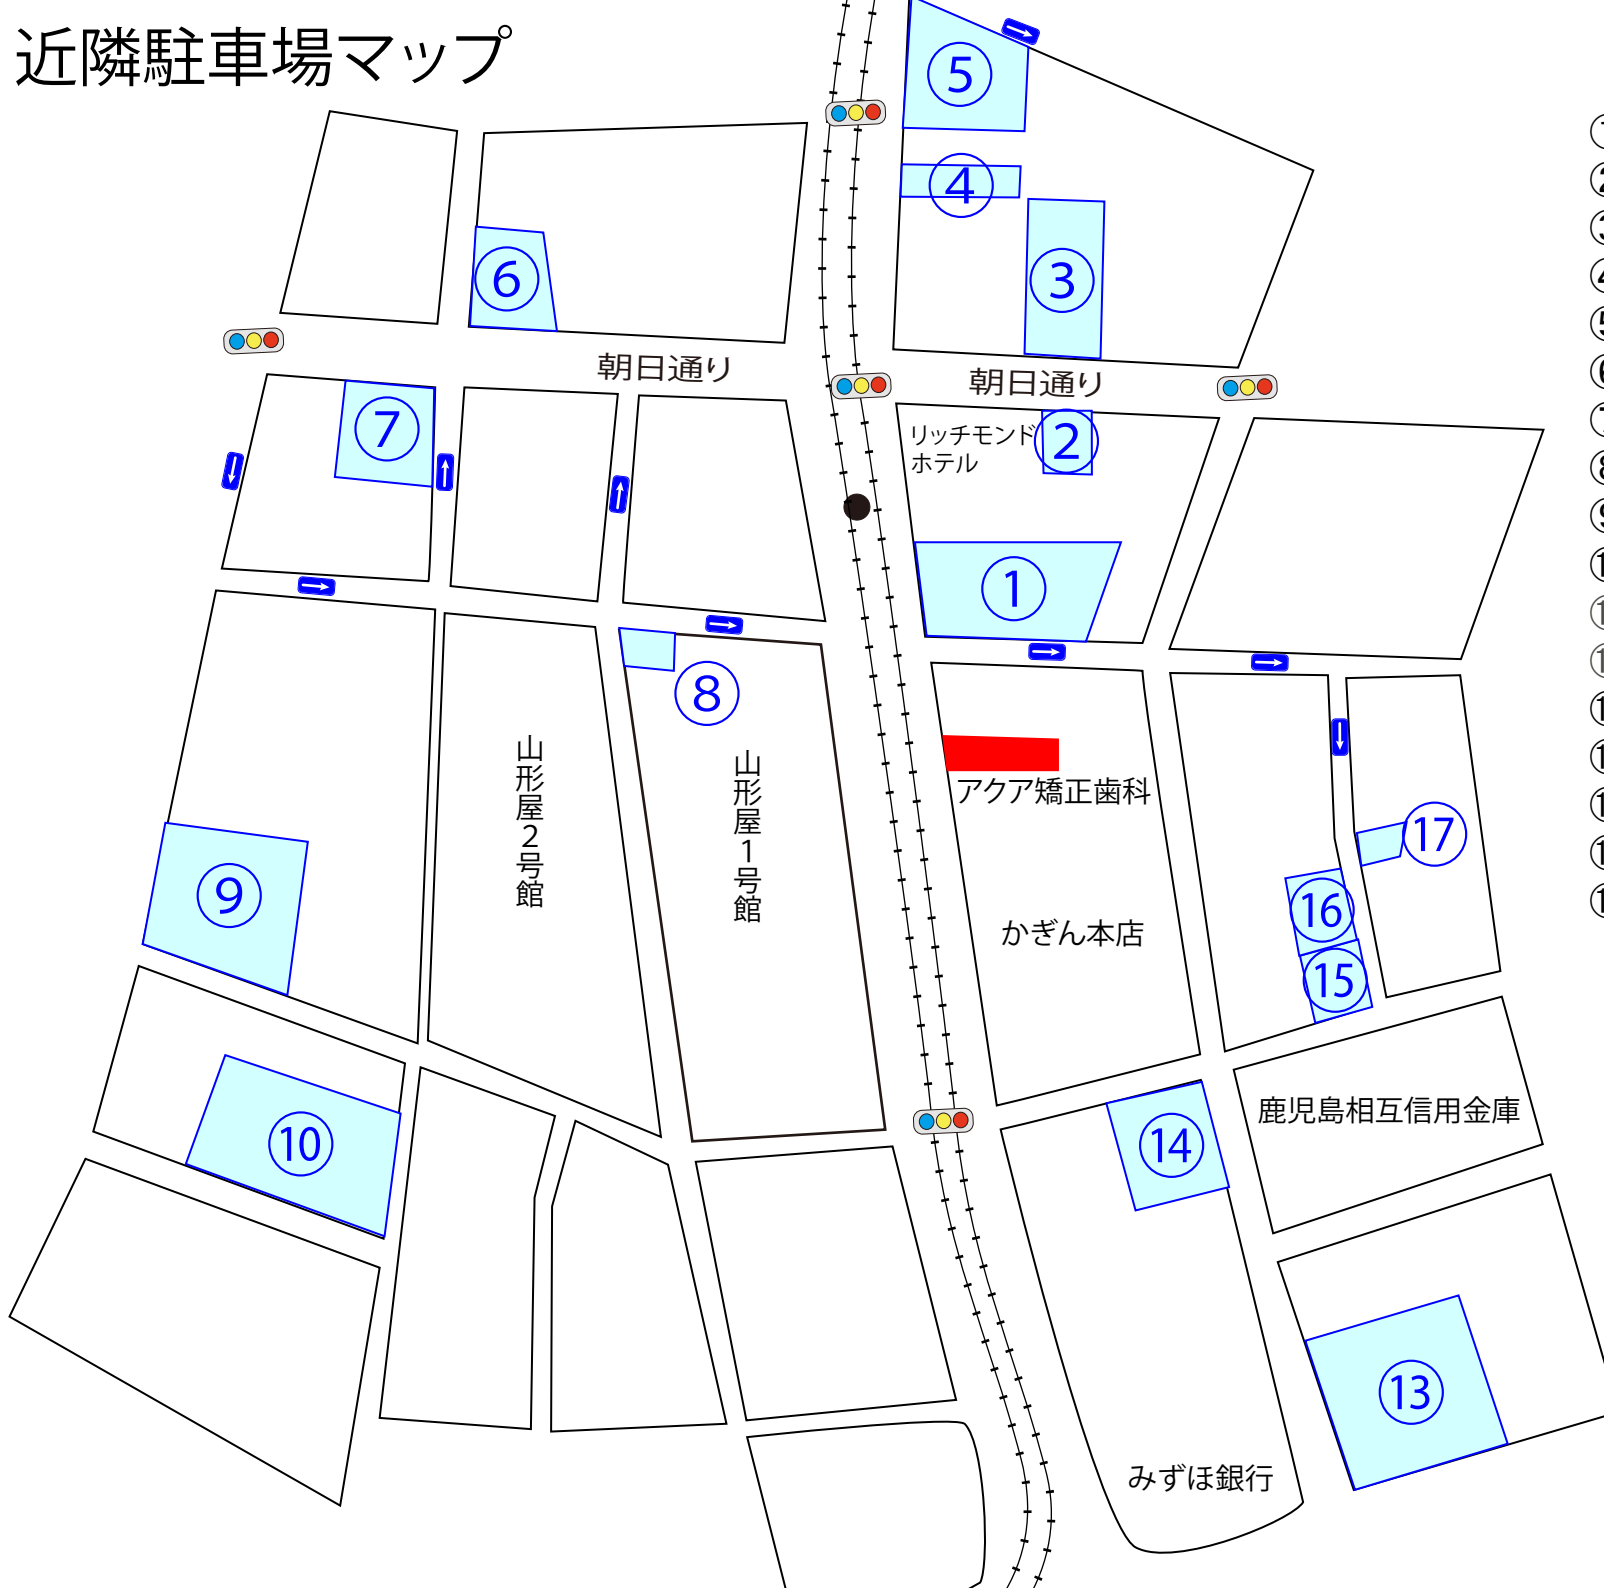 近隣駐車場マップ
⑤
④
③
⑥
朝日通り
朝日通り
⑦
リッチモンド
ホテル
②
①
⑧
山形屋2号館
山形屋1号館
アクア矯正歯科
⑰
⑨
⑯
かぎん本店
⑮
鹿児島相互信用金庫
⑩
⑭
⑬
みずほ銀行